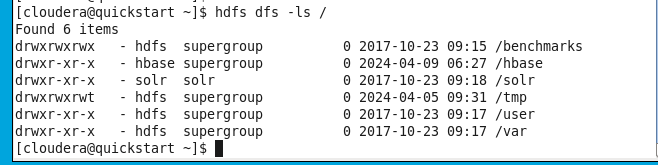 [cloudera@quickstart ~]$ hdfs dfs -ls /
Found 6 items
drwxrwxrwx   - hdfs  supergroup          0 2017-10-23 09:15 /benchmarks
drwxr-xr-x   - hbase supergroup          0 2024-04-09 06:27 /hbase
drwxr-xr-x   - solr  solr                0 2017-10-23 09:18 /solr
drwxrwxrwt   - hdfs  supergroup          0 2024-04-05 09:31 /tmp
drwxr-xr-x   - hdfs  supergroup          0 2017-10-23 09:17 /user
drwxr-xr-x   - hdfs  supergroup          0 2017-10-23 09:17 /var
[cloudera@quickstart ~]$